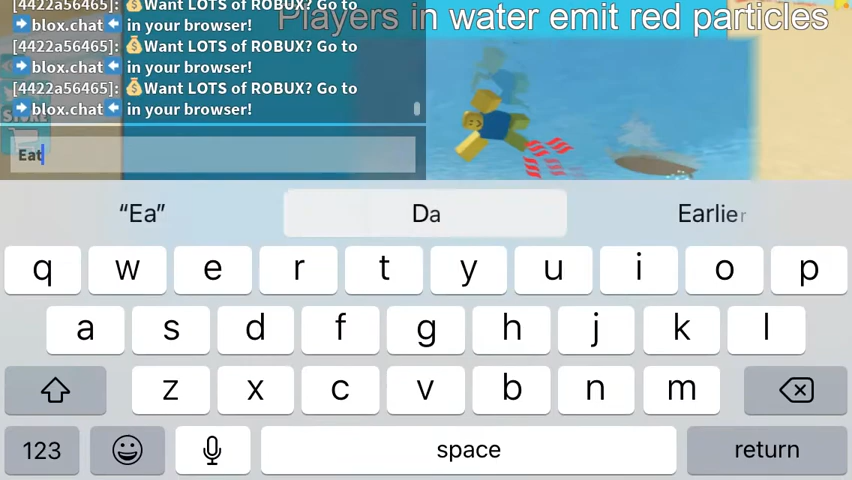 [4422a56465]: 💰Want LOTS of ROBUX? Go to
➡blox.chat⬅ in your browser!
[4422a56465]: 💰Want LOTS of ROBUX? Go to
➡blox.chat⬅ in your browser!
[4422a56465]: 💰Want LOTS of ROBUX? Go to
➡blox.chat⬅ in your browser!
Players in water emit red particles
STORE
Eat
“Ea” Da Earlier
q w e r t y u i o p
a s d f g h j k l
z x c v b n m
123 space return